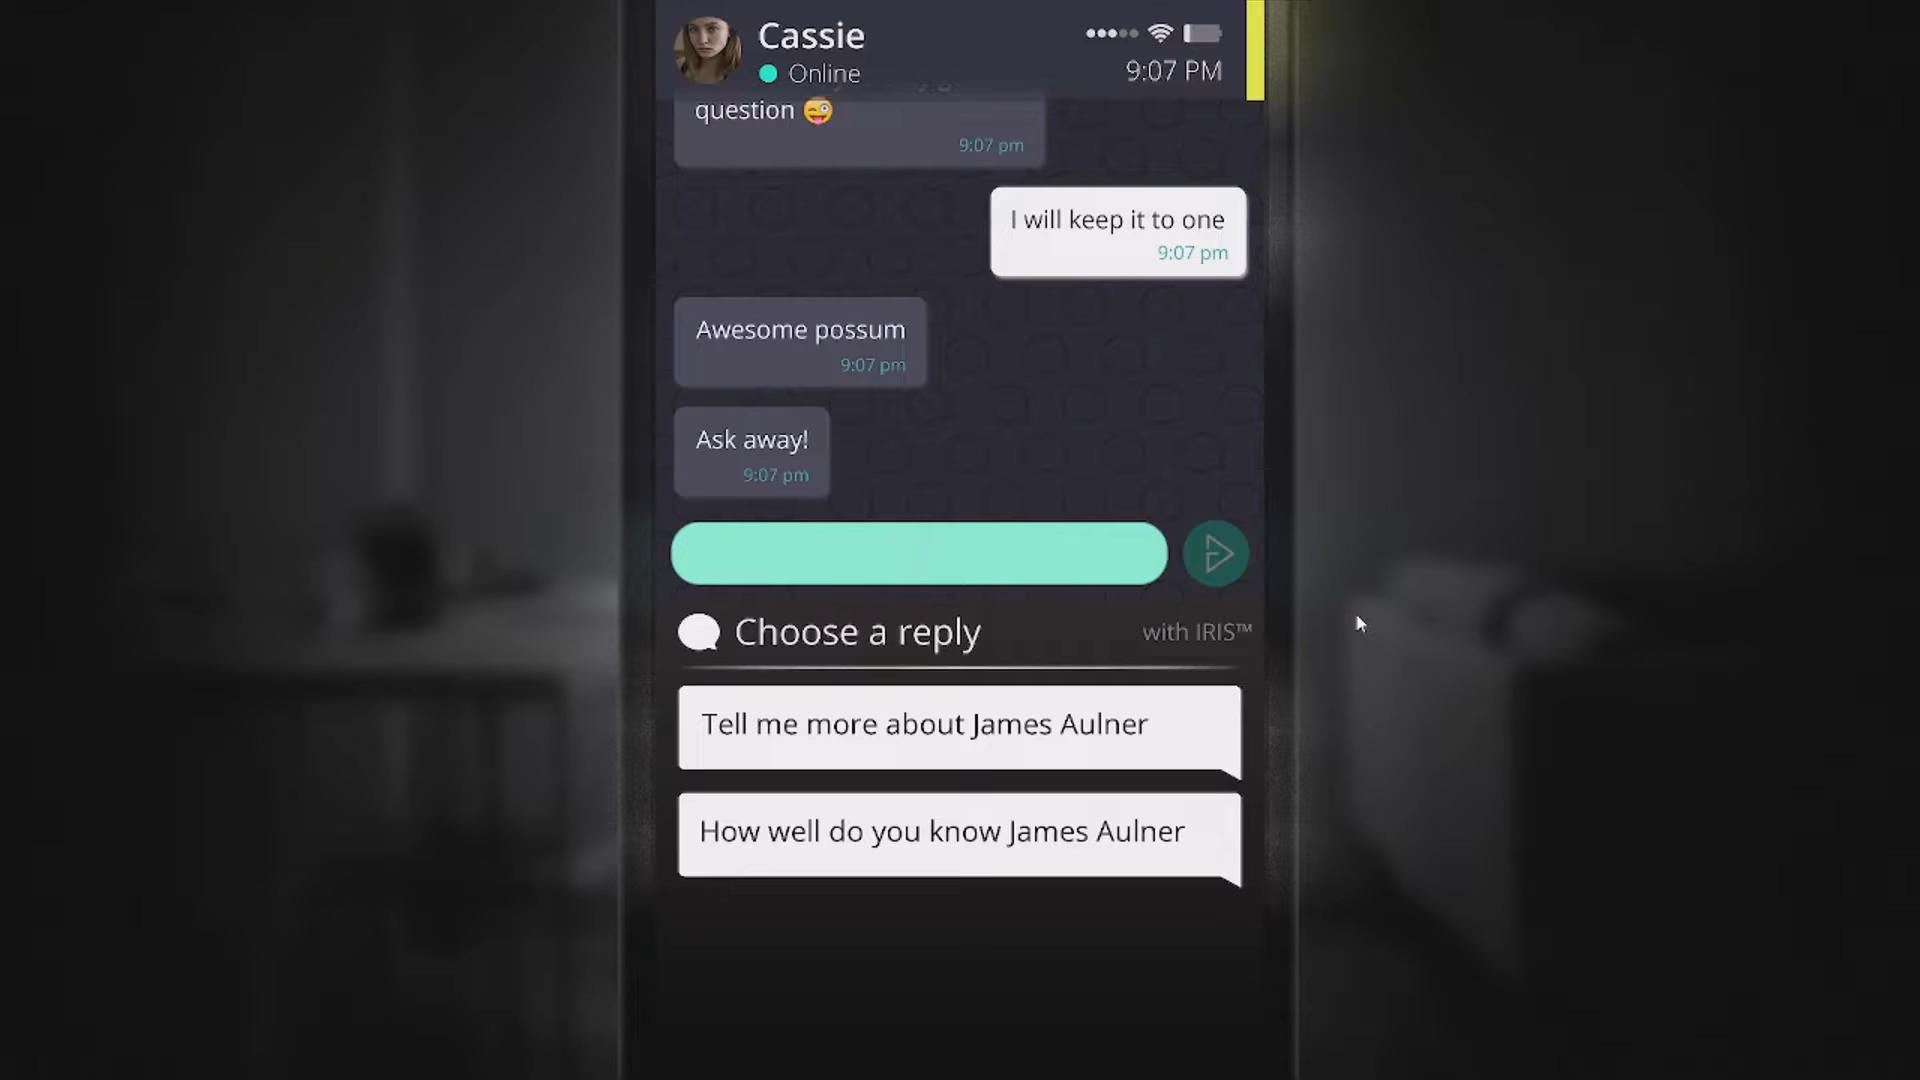 Cassie
Online
9:07 PM
question
9:07 pm
I will keep it to one
9:07 pm
Awesome possum
9:07 pm
Ask away!
9:07 pm
Choose a reply
with IRIS™
Tell me more about James Aulner
How well do you know James Aulner